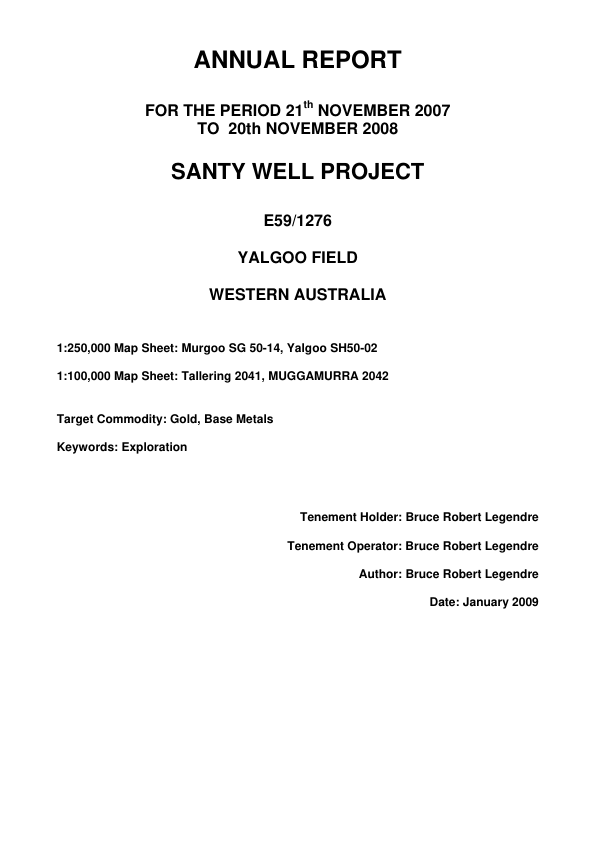 ANNUAL REPORT
FOR THE PERIOD 21th NOVEMBER 2007
TO 20th NOVEMBER 2008
SANTY WELL PROJECT
E59/1276
YALGOO FIELD
WESTERN AUSTRALIA
1:250,000 Map Sheet: Murgoo SG 50-14, Yalgoo SH50-02
1:100,000 Map Sheet: Tallering 2041, MUGGAMURRA 2042
Target Commodity: Gold, Base Metals
Keywords: Exploration
Tenement Holder: Bruce Robert Legendre
Tenement Operator: Bruce Robert Legendre
Author: Bruce Robert Legendre
Date: January 2009